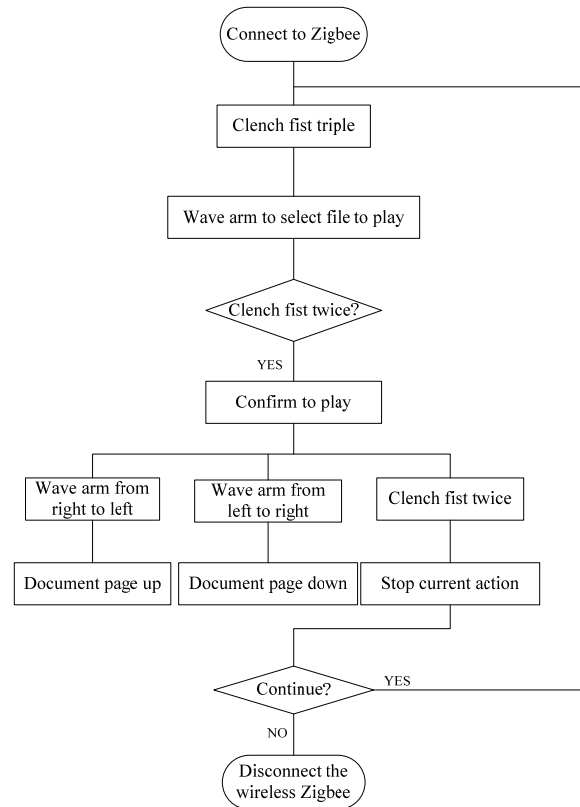 Connect to Zigbee
Clench fist triple
Wave arm to select file to play
Clench fist twice?
YES
Confirm to play
Wave arm from
right to left
Wave arm from
left to right
Clench fist twice
Document page up
Document page down
Stop current action
Continue?
YES
NO
Disconnect the
wireless Zigbee